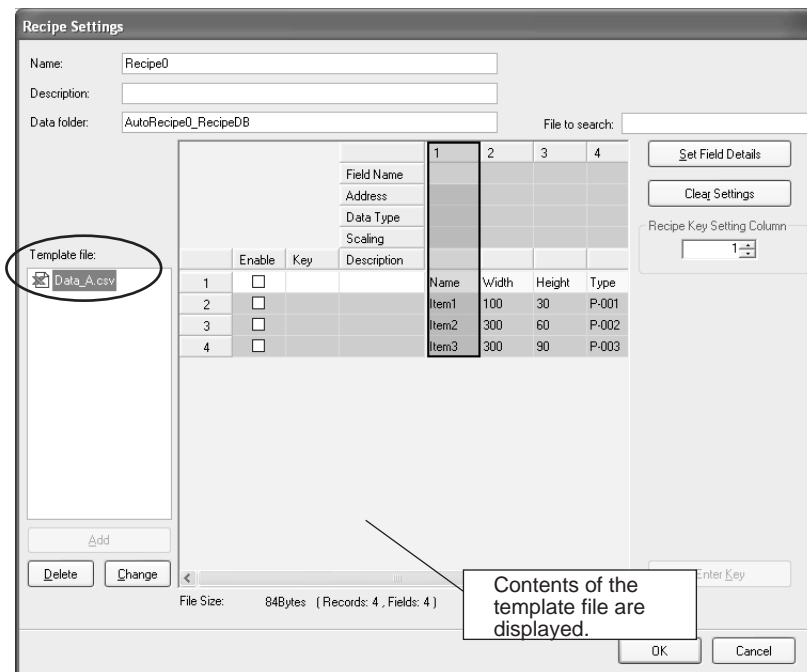 Recipe Settings
Name: Recipe0
Description:
Data folder: AutoRecipe0_RecipeDB
File to search:
1 2 3 4
Field Name
Address
Data Type
Scaling
Enable Key Description
1 Name Width Height Type
2 Item1 100 30 P-001
3 Item2 300 60 P-002
4 Item3 300 90 P-003
Template file:
Data_A.csv
Set Field Details
Clear Settings
Recipe Key Setting Column
1
Add
Delete Change
File Size: 84Bytes ( Records: 4 , Fields: 4 )
Enter Key
Contents of the
template file are
displayed.
OK Cancel